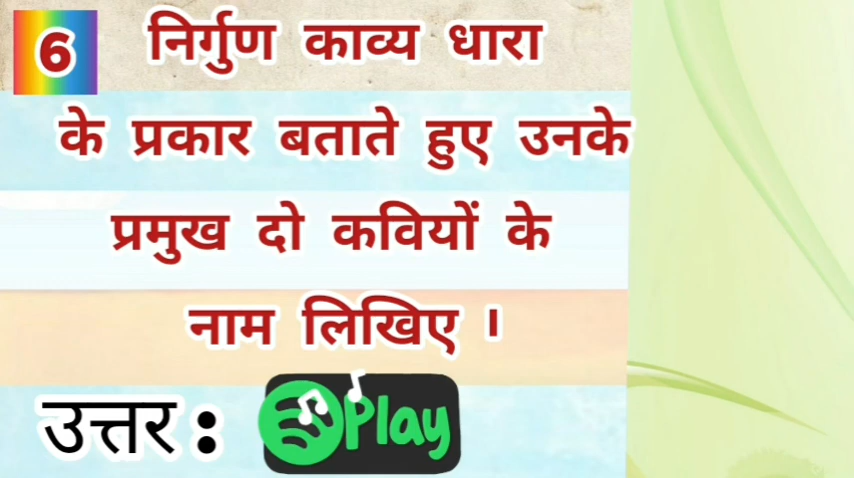 6 निर्गुण काव्य धारा
के प्रकार बताते हुए उनके
प्रमुख दो कवियों के
नाम लिखिए ।
उत्तर : Play